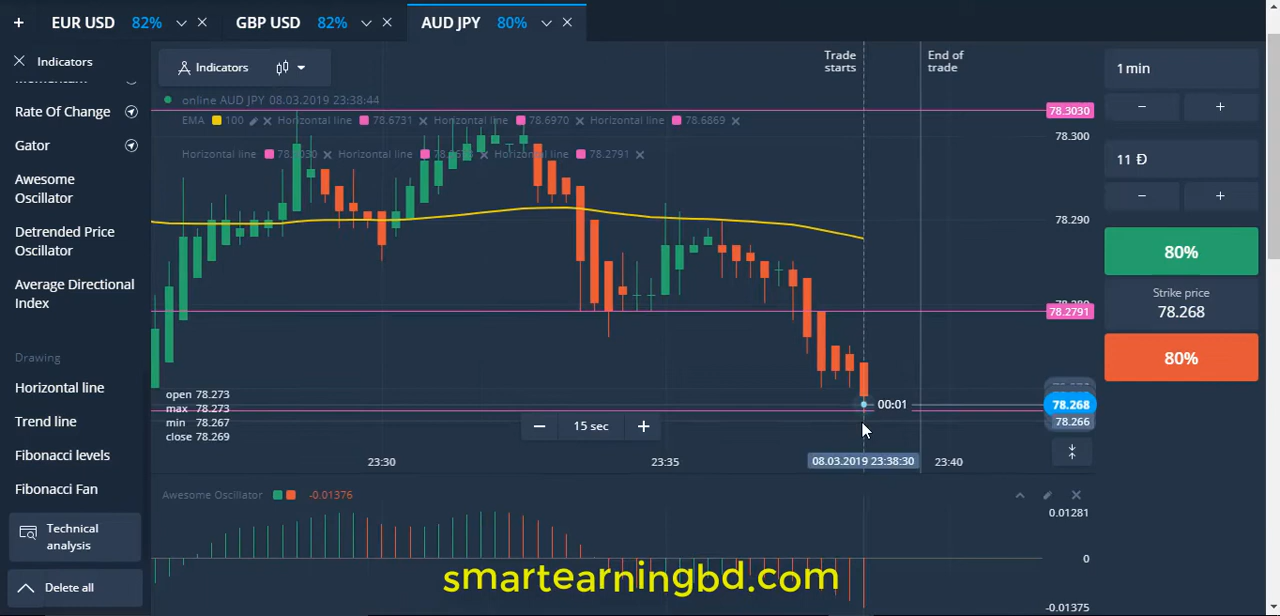 + EUR USD 82% GBP USD 82% AUD JPY 80%
Indicators
Rate Of Change
Gator
Awesome
Oscillator
Detrended Price
Oscillator
Average Directional
Index
Drawing
Horizontal line
Trend line
Fibonacci levels
Fibonacci Fan
Technical
analysis
Delete all
Indicators
online AUD JPY 08.03.2019 23:38:44
EMA 100 Horizontal line 78.6731 Horizontal line 78.6970 Horizontal line 78.6869
Horizontal line Horizontal line Horizontal line 78.2791
Trade
starts
End of
trade
78.3030
78.300
78.290
78.2791
78.268
78.266
open 78.273
max 78.273
min 78.267
close 78.269
00:01
− 15 sec +
23:30 23:35 08.03.2019 23:38:30 23:40
Awesome Oscillator -0.01376
0.01281
0
-0.01375
1 min
− +
11 Đ
− +
80%
Strike price
78.268
80%
smartearningbd.com